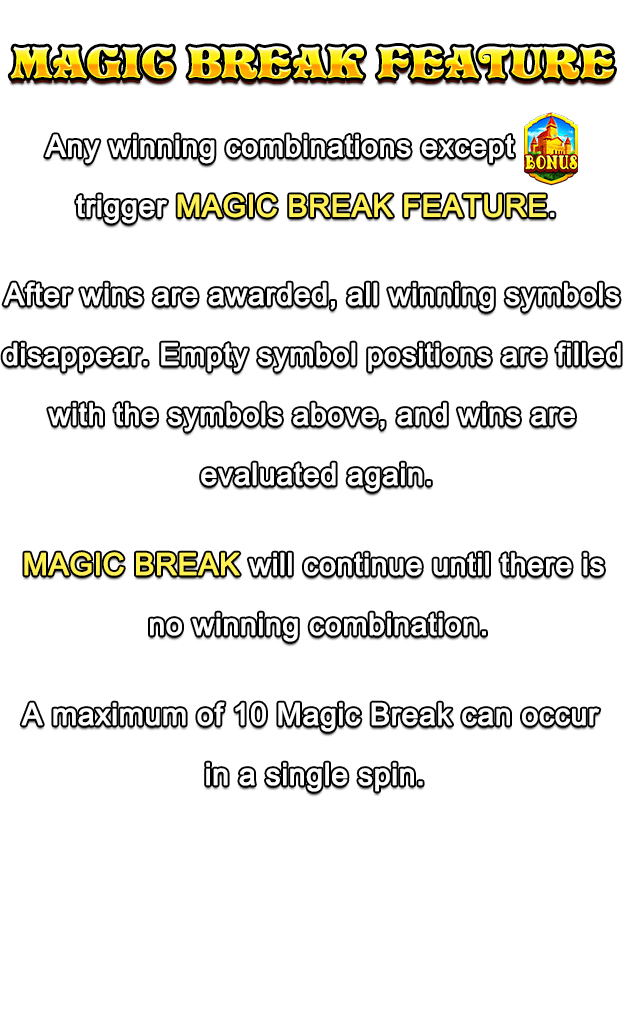 MAGIC BREAK FEATURE
Any winning combinations except BONUS
trigger MAGIC BREAK FEATURE.
After wins are awarded, all winning symbols
disappear. Empty symbol positions are filled
with the symbols above, and wins are
evaluated again.
MAGIC BREAK will continue until there is
no winning combination.
A maximum of 10 Magic Break can occur
in a single spin.